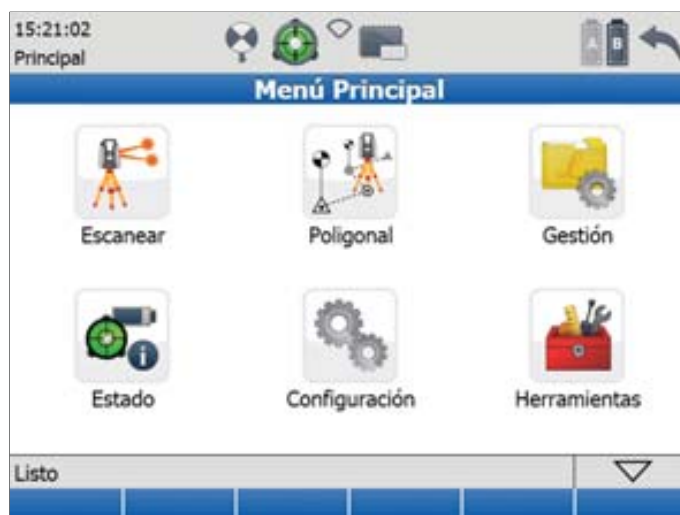 15:21:02
Principal
A B
Menú Principal
Escanear Poligonal Gestión
Estado Configuración Herramientas
Listo